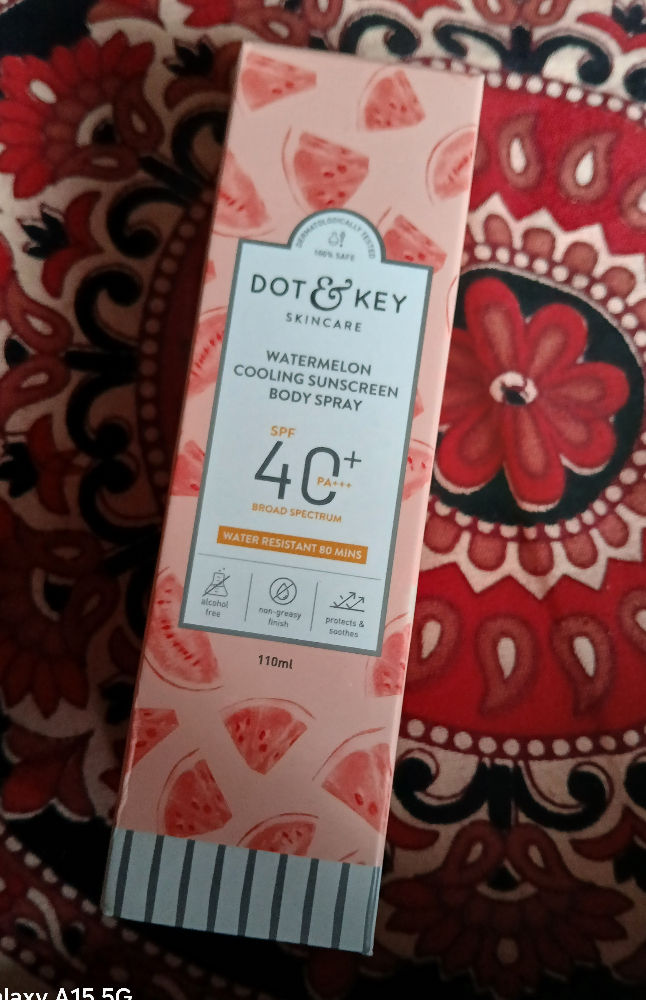 DERMATOLOGICALLY TESTED
100% SAFE
DOT & KEY
SKINCARE
WATERMELON
COOLING SUNSCREEN
BODY SPRAY
SPF
40+
PA+++
BROAD SPECTRUM
WATER RESISTANT 80 MINS
alcohol
free
non-greasy
finish
protects &
soothes
110ml
alaxy A15 5G